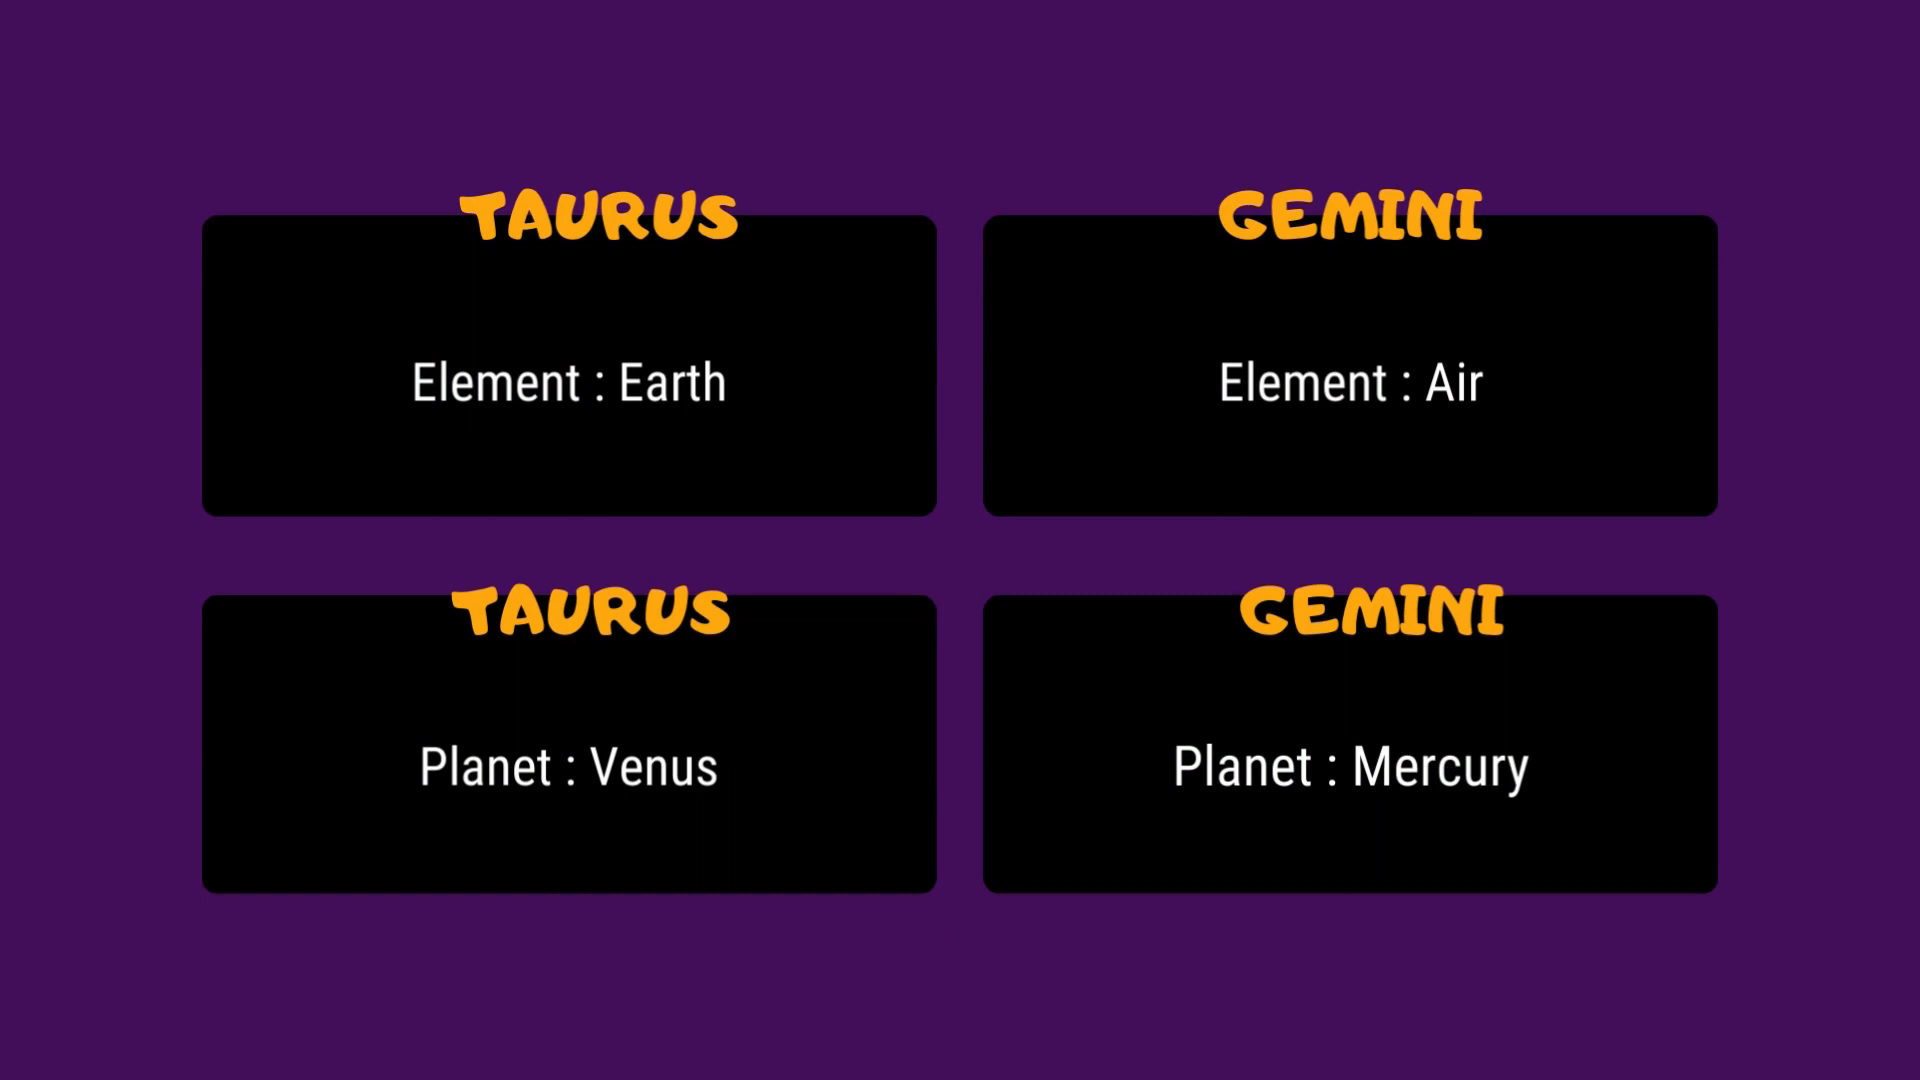 TAURUS
Element : Earth
GEMINI
Element : Air
TAURUS
Planet : Venus
GEMINI
Planet : Mercury